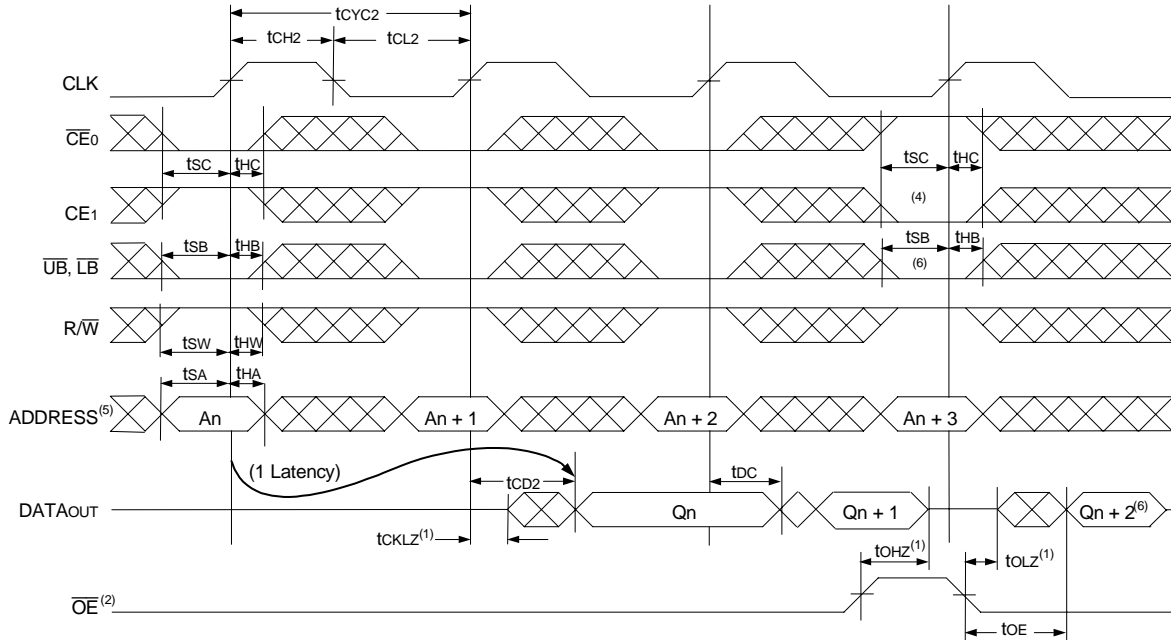 tCYC2
tCH2 tCL2
CLK
CE0
tSC tHC tSC tHC
CE1 (4)
tSB tHB tSB tHB
UB, LB (6)
R/W
tSW tHW
tSA tHA
ADDRESS(5) An An + 1 An + 2 An + 3
(1 Latency) tCD2 tDC
DATAOUT Qn Qn + 1 Qn + 2(6)
tCKLZ(1) tOHZ(1) tOLZ(1)
OE(2)
tOE